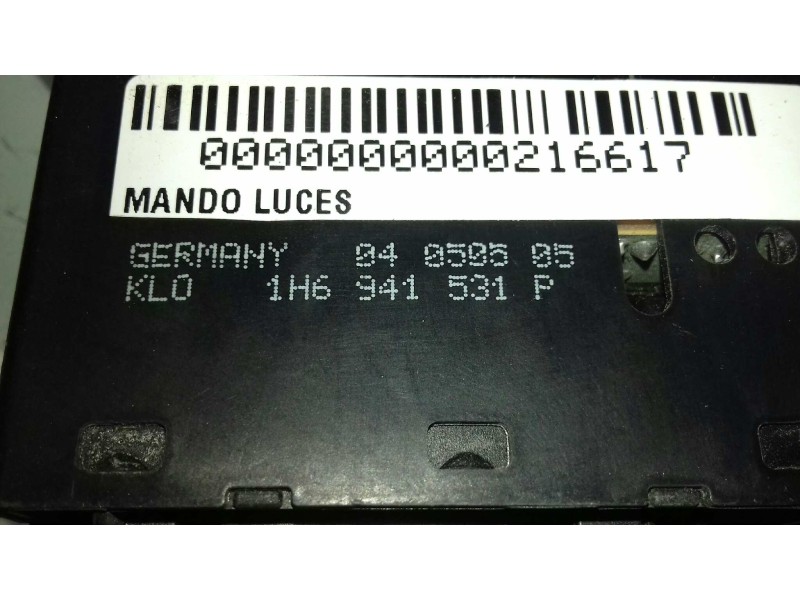 0000000000216617
MANDO LUCES
GERMANY 04 0505 05
KLO 1H6 941 531 P